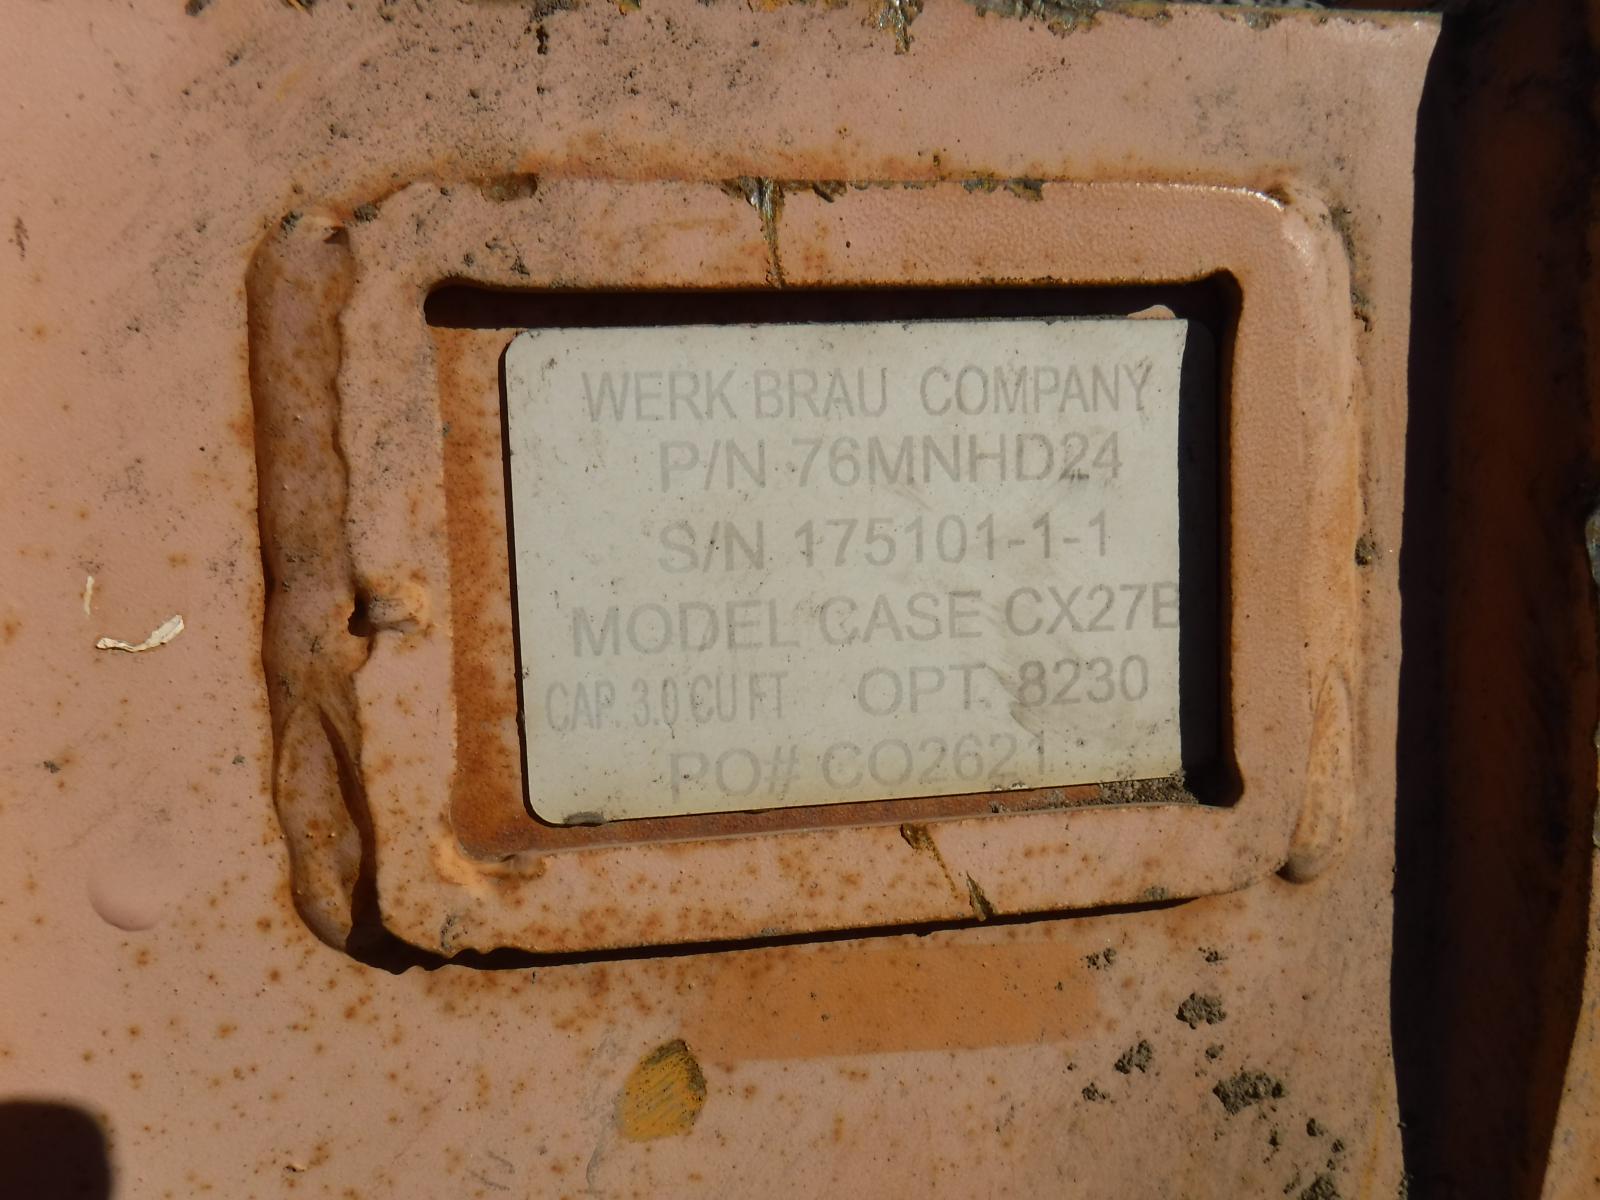 WERK BRAU COMPANY
P/N 76MNHD24
S/N 175101-1-1
MODEL CASE CX27B
CAP. 3.0 CU FT OPT. 8230
PO# CO2621